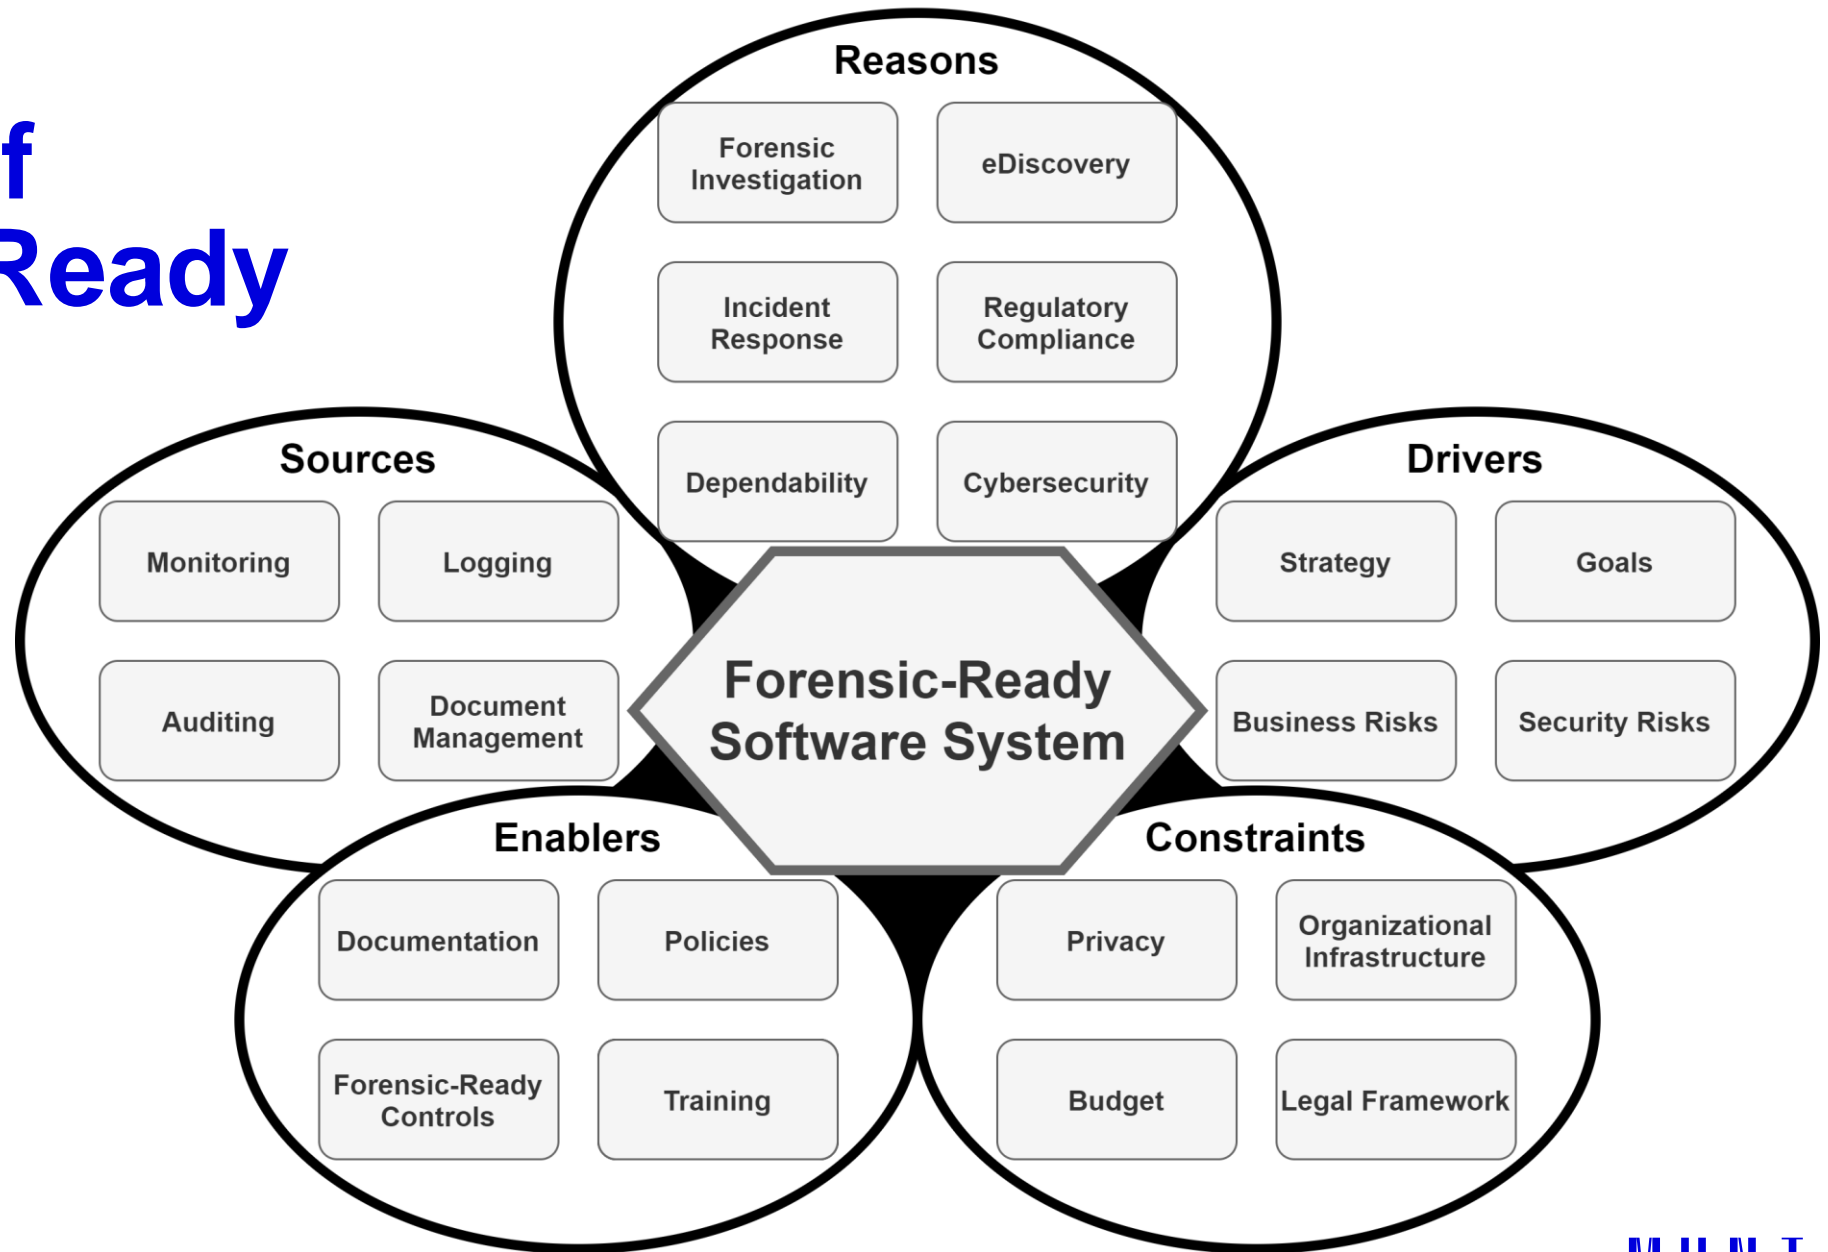 f
Ready
Reasons
Forensic
Investigation
eDiscovery
Incident
Response
Regulatory
Compliance
Dependability
Cybersecurity
Sources
Monitoring
Logging
Auditing
Document
Management
Drivers
Strategy
Goals
Business Risks
Security Risks
Forensic-Ready
Software System
Enablers
Documentation
Policies
Forensic-Ready
Controls
Training
Constraints
Privacy
Organizational
Infrastructure
Budget
Legal Framework